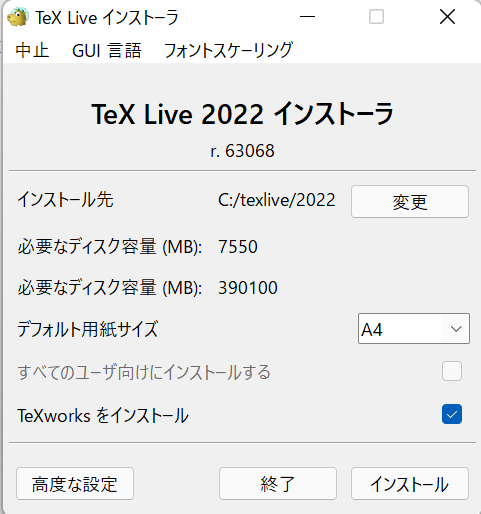 TeX Live インストーラ
中止 GUI 言語 フォントスケーリング
TeX Live 2022 インストーラ
r. 63068
インストール先 C:/texlive/2022 変更
必要なディスク容量 (MB): 7550
必要なディスク容量 (MB): 390100
デフォルト用紙サイズ A4
すべてのユーザ向けにインストールする
TeXworks をインストール
高度な設定 終了 インストール